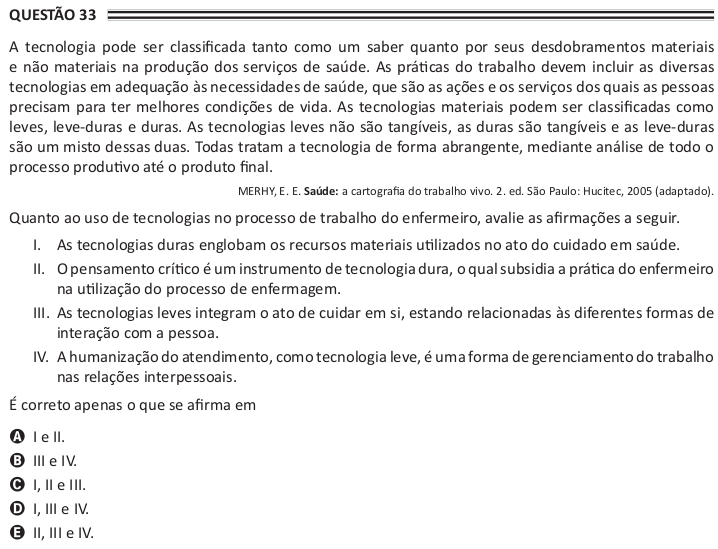 QUESTÃO 33
A tecnologia pode ser classificada tanto como um saber quanto por seus desdobramentos materiais
e não materiais na produção dos serviços de saúde. As práticas do trabalho devem incluir as diversas
tecnologias em adequação às necessidades de saúde, que são as ações e os serviços dos quais as pessoas
precisam para ter melhores condições de vida. As tecnologias materiais podem ser classificadas como
leves, leve-duras e duras. As tecnologias leves não são tangíveis, as duras são tangíveis e as leve-duras
são um misto dessas duas. Todas tratam a tecnologia de forma abrangente, mediante análise de todo o
processo produtivo até o produto final.
MERHY, E. E. Saúde: a cartografia do trabalho vivo. 2. ed. São Paulo: Hucitec, 2005 (adaptado).
Quanto ao uso de tecnologias no processo de trabalho do enfermeiro, avalie as afirmações a seguir.
I. As tecnologias duras englobam os recursos materiais utilizados no ato do cuidado em saúde.
II. O pensamento crítico é um instrumento de tecnologia dura, o qual subsidia a prática do enfermeiro
na utilização do processo de enfermagem.
III. As tecnologias leves integram o ato de cuidar em si, estando relacionadas às diferentes formas de
interação com a pessoa.
IV. A humanização do atendimento, como tecnologia leve, é uma forma de gerenciamento do trabalho
nas relações interpessoais.
É correto apenas o que se afirma em
A I e II.
B III e IV.
C I, II e III.
D I, III e IV.
E II, III e IV.